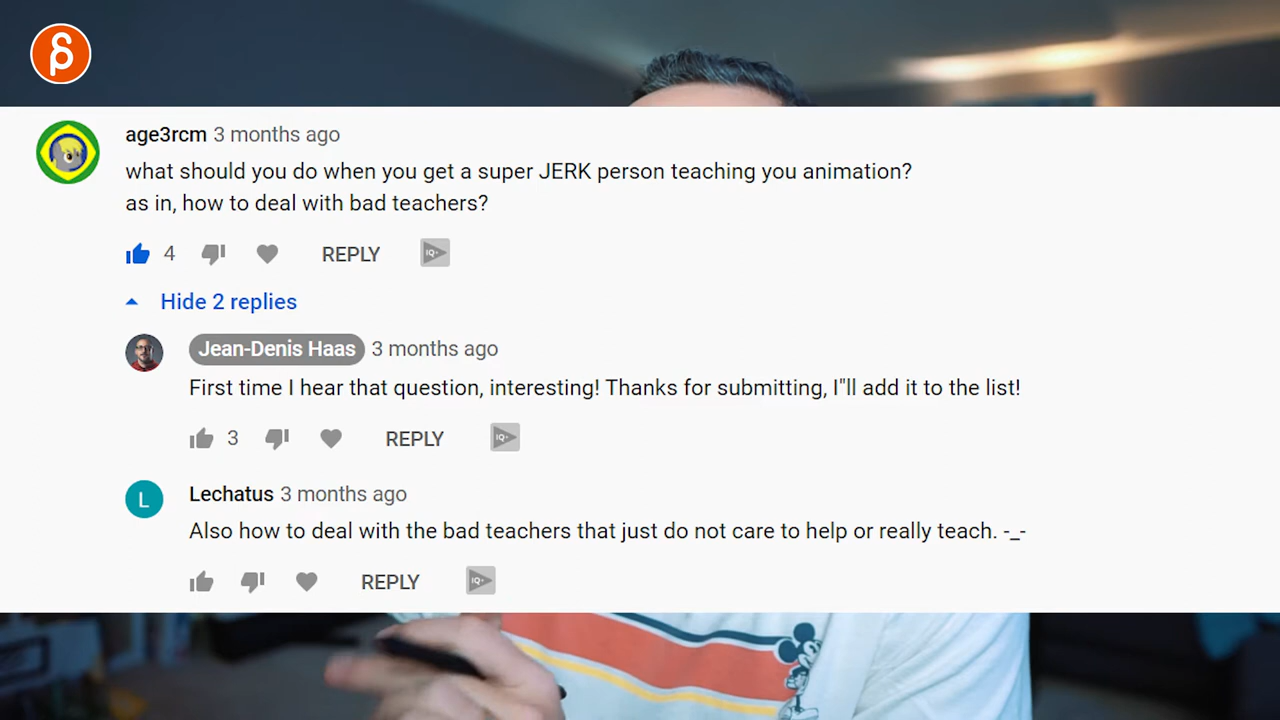 age3rcm 3 months ago
what should you do when you get a super JERK person teaching you animation?
as in, how to deal with bad teachers?
4
REPLY
IQ+
Hide 2 replies
Jean-Denis Haas 3 months ago
First time I hear that question, interesting! Thanks for submitting, I"ll add it to the list!
3
REPLY
IQ+
L
Lechatus 3 months ago
Also how to deal with the bad teachers that just do not care to help or really teach. -_-
REPLY
IQ+